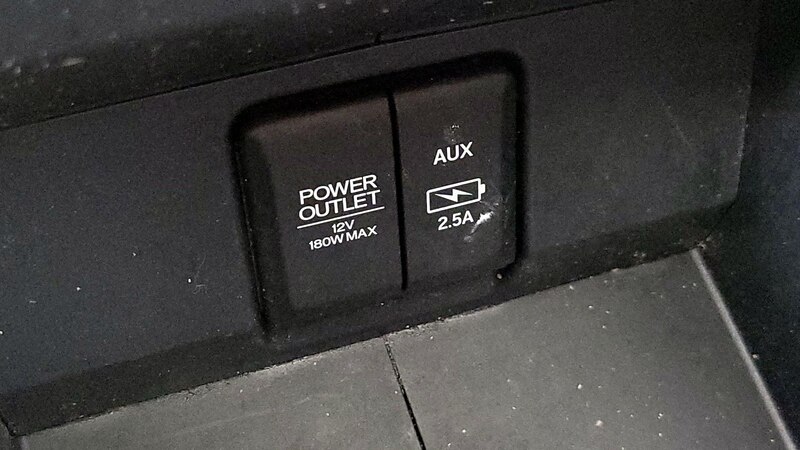 POWER
OUTLET
12V
180W MAX
AUX
2.5A